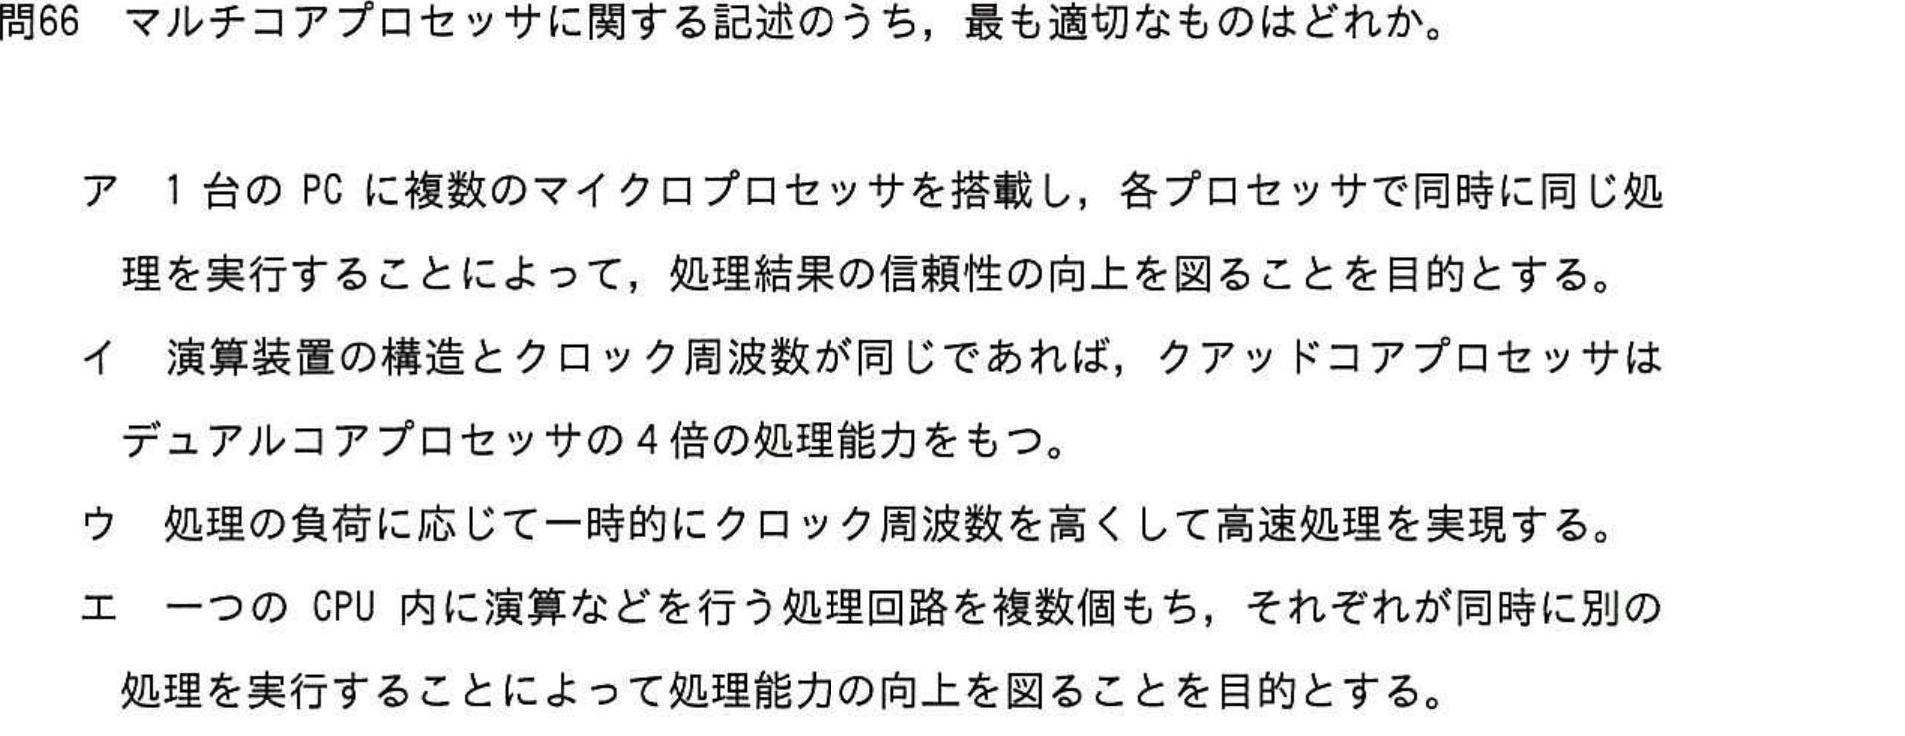 問66　マルチコアプロセッサに関する記述のうち，最も適切なものはどれか。
ア　1 台の PC に複数のマイクロプロセッサを搭載し，各プロセッサで同時に同じ処
理を実行することによって，処理結果の信頼性の向上を図ることを目的とする。
イ　演算装置の構造とクロック周波数が同じであれば，クアッドコアプロセッサは
デュアルコアプロセッサの 4 倍の処理能力をもつ。
ウ　処理の負荷に応じて一時的にクロック周波数を高くして高速処理を実現する。
エ　一つの CPU 内に演算などを行う処理回路を複数個もち，それぞれが同時に別の
処理を実行することによって処理能力の向上を図ることを目的とする。